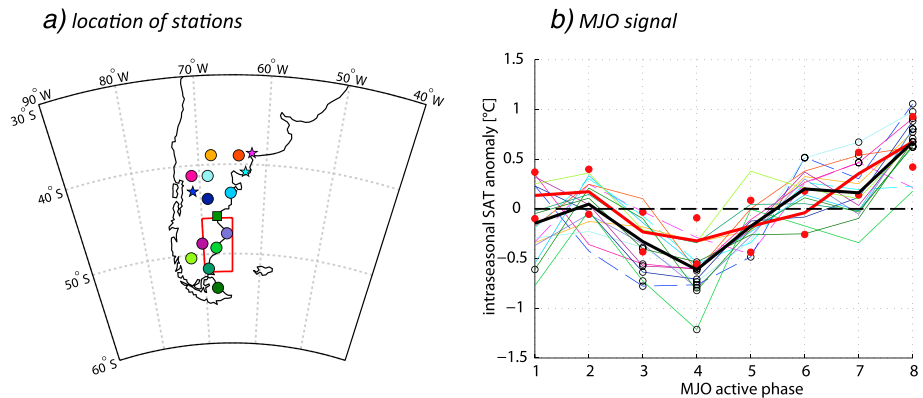 a) location of stations
90° W
80° W
70° W
60° W
50° W
40° W
30° S
40° S
50° S
60° S
b) MJO signal
intraseasonal SAT anomaly [°C]
1.5
1
0.5
0
−0.5
−1
−1.5
1 2 3 4 5 6 7 8
MJO active phase